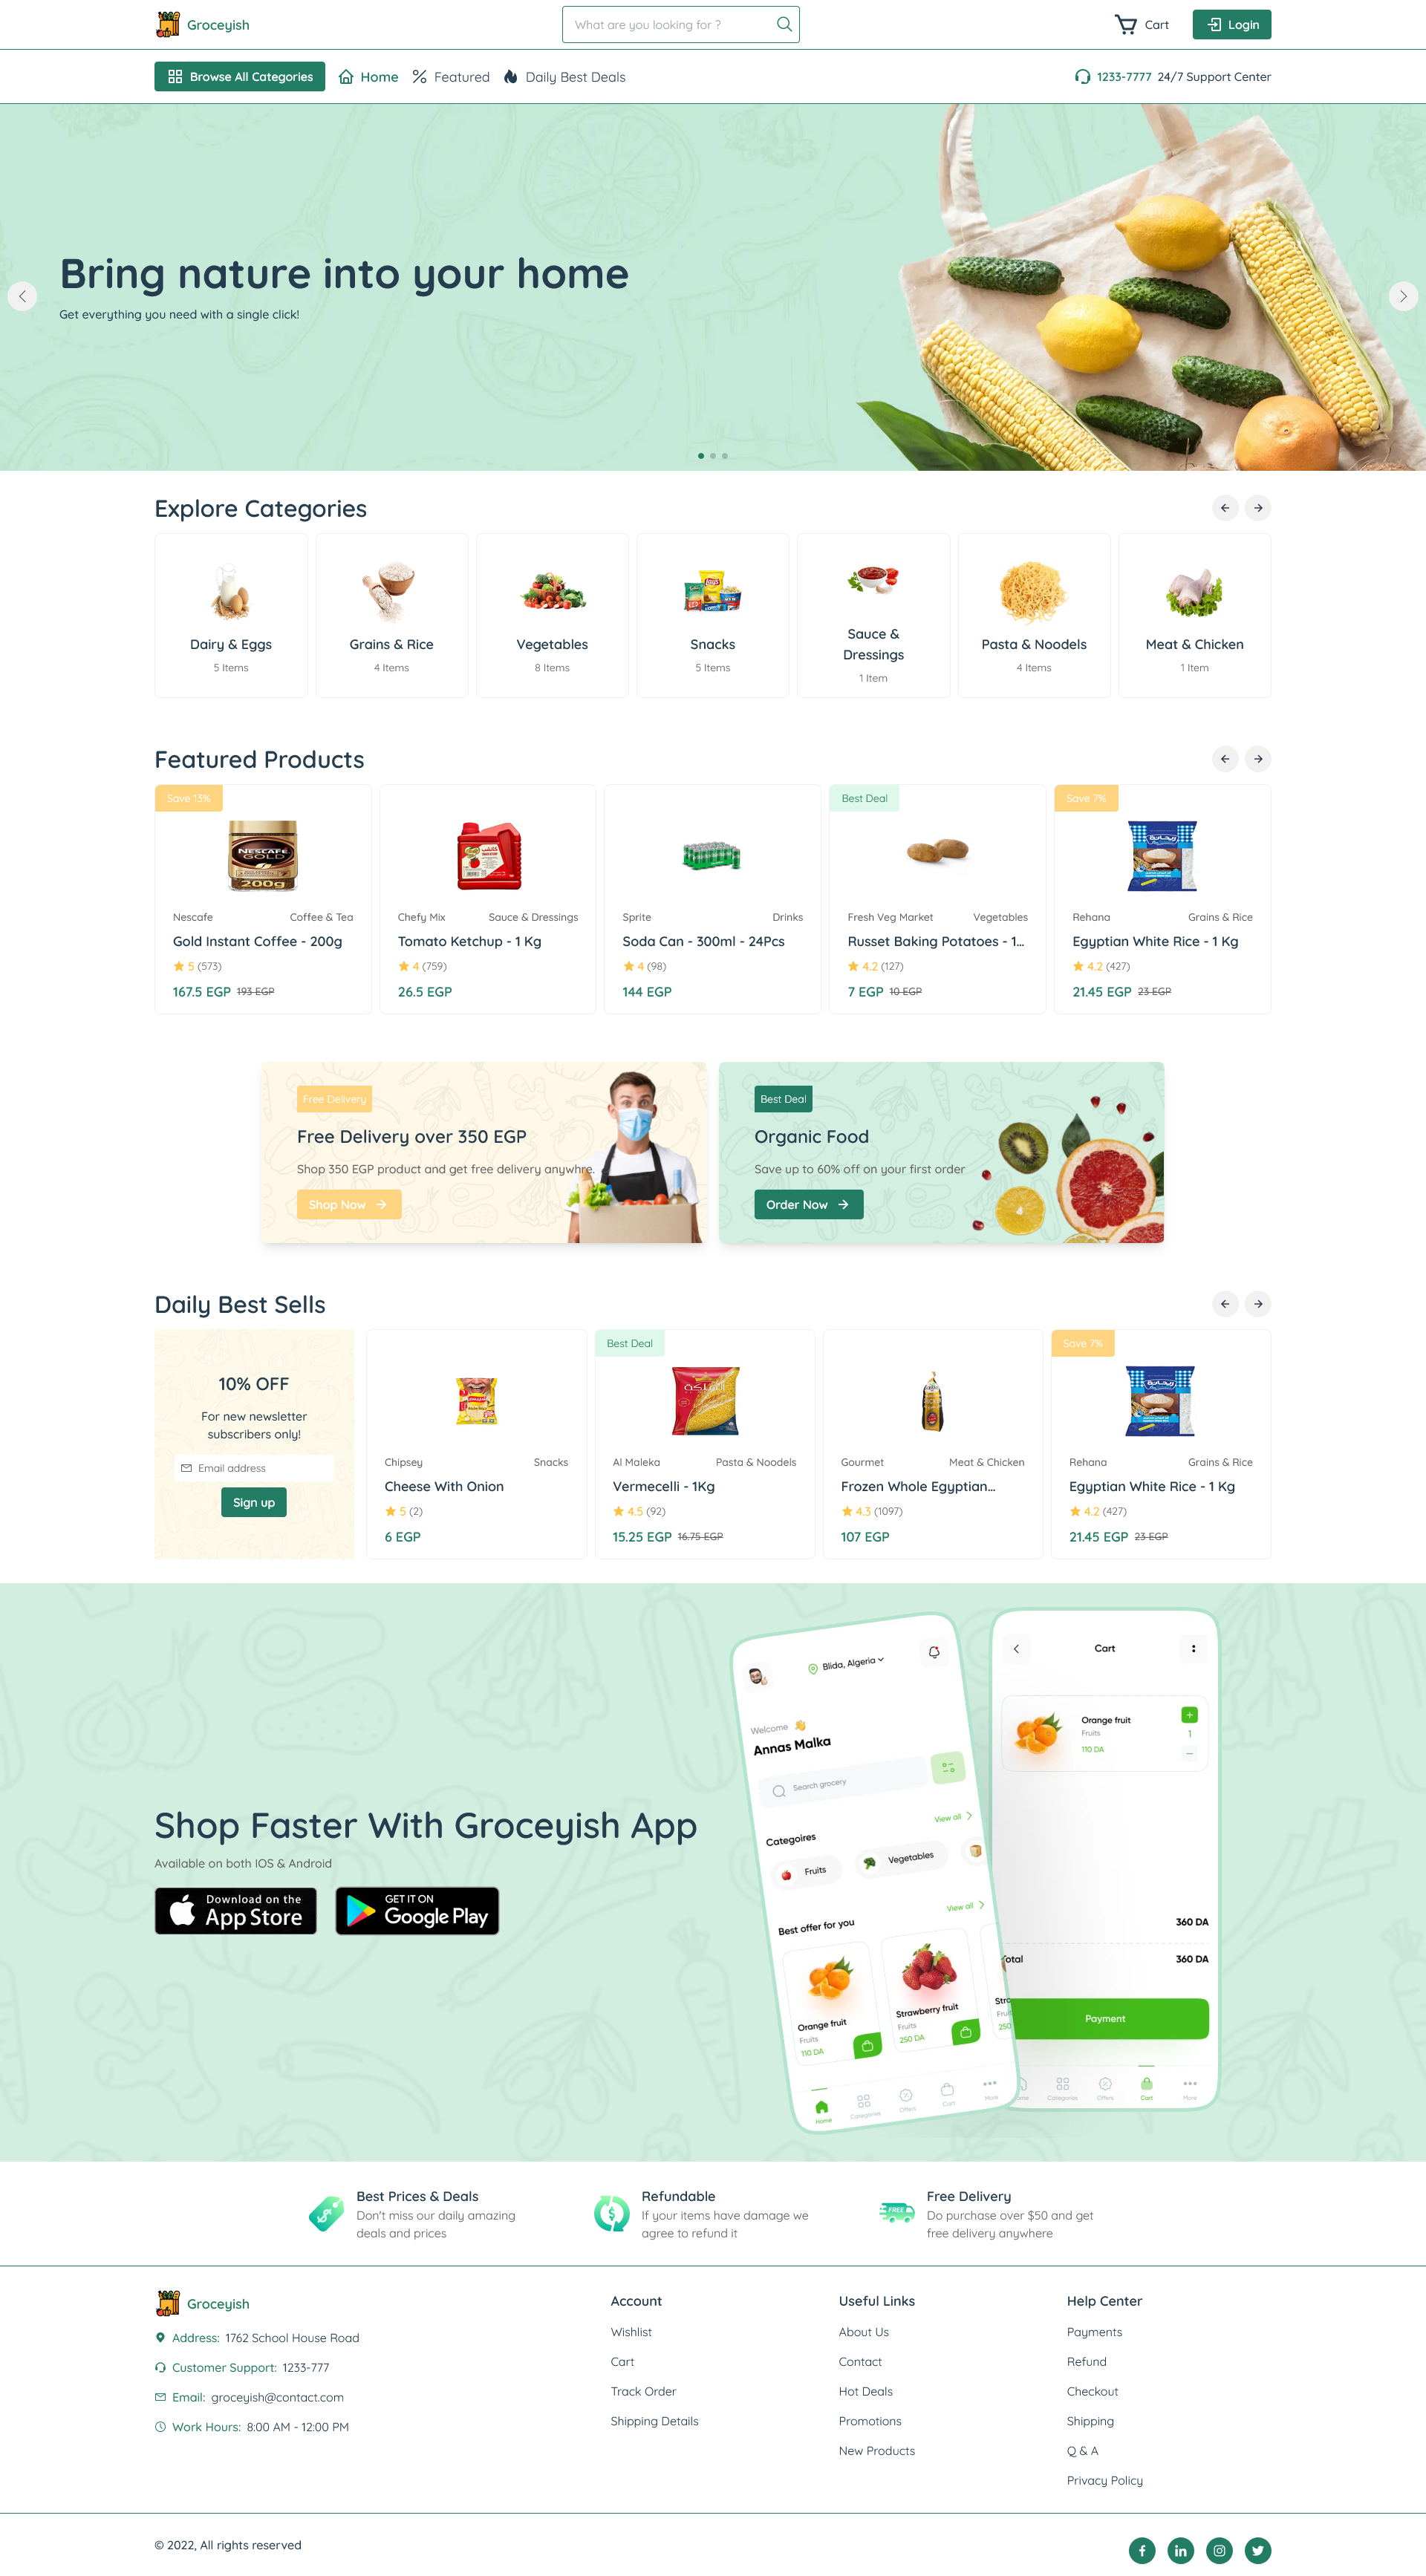 Groceyish
What are you looking for ?
Cart
Login
Browse All Categories
Home
Featured
Daily Best Deals
1233-7777 24/7 Support Center
Bring nature into your home
Get everything you need with a single click!
Explore Categories
Dairy & Eggs
5 Items
Grains & Rice
4 Items
Vegetables
8 Items
Snacks
5 Items
Sauce &
Dressings
1 Item
Pasta & Noodels
4 Items
Meat & Chicken
1 Item
Featured Products
Save 13%
NESCAFÉ
GOLD
200g
Nescafe
Coffee & Tea
Gold Instant Coffee - 200g
5 (573)
167.5 EGP 193 EGP
Chefy Mix
Sauce & Dressings
Tomato Ketchup - 1 Kg
4 (759)
26.5 EGP
Sprite
Drinks
Soda Can - 300ml - 24Pcs
4 (98)
144 EGP
Best Deal
Fresh Veg Market
Vegetables
Russet Baking Potatoes - 1...
4.2 (127)
7 EGP 10 EGP
Save 7%
ريحانة
Rehana
Grains & Rice
Egyptian White Rice - 1 Kg
4.2 (427)
21.45 EGP 23 EGP
Free Delivery
Free Delivery over 350 EGP
Shop 350 EGP product and get free delivery anywhre.
Shop Now
Best Deal
Organic Food
Save up to 60% off on your first order
Order Now
Daily Best Sells
10% OFF
For new newsletter
subscribers only!
Email address
Sign up
Chipsey
Snacks
Cheese With Onion
5 (2)
6 EGP
Best Deal
الملكة
Al Maleka
Pasta & Noodels
Vermecelli - 1Kg
4.5 (92)
15.25 EGP 16.75 EGP
Gourmet
Meat & Chicken
Frozen Whole Egyptian...
4.3 (1097)
107 EGP
Save 7%
ريحانة
Rehana
Grains & Rice
Egyptian White Rice - 1 Kg
4.2 (427)
21.45 EGP 23 EGP
Shop Faster With Groceyish App
Available on both IOS & Android
Download on the
App Store
GET IT ON
Google Play
Blida, Algeria
Welcome
Annas Malka
Search grocery
View all
Categoires
Fruits
Vegetables
View all
Best offer for you
Orange fruit
Fruits
110 DA
Strawberry fruit
Fruits
250 DA
Home
Categories
Offers
Cart
More
Cart
Orange fruit
Fruits
110 DA
1
360 DA
Total
360 DA
Payment
Categories
Offers
Cart
More
Best Prices & Deals
Don't miss our daily amazing
deals and prices
Refundable
If your items have damage we
agree to refund it
FREE
Free Delivery
Do purchase over $50 and get
free delivery anywhere
Groceyish
Address: 1762 School House Road
Customer Support: 1233-777
Email: groceyish@contact.com
Work Hours: 8:00 AM - 12:00 PM
Account
Wishlist
Cart
Track Order
Shipping Details
Useful Links
About Us
Contact
Hot Deals
Promotions
New Products
Help Center
Payments
Refund
Checkout
Shipping
Q & A
Privacy Policy
© 2022, All rights reserved